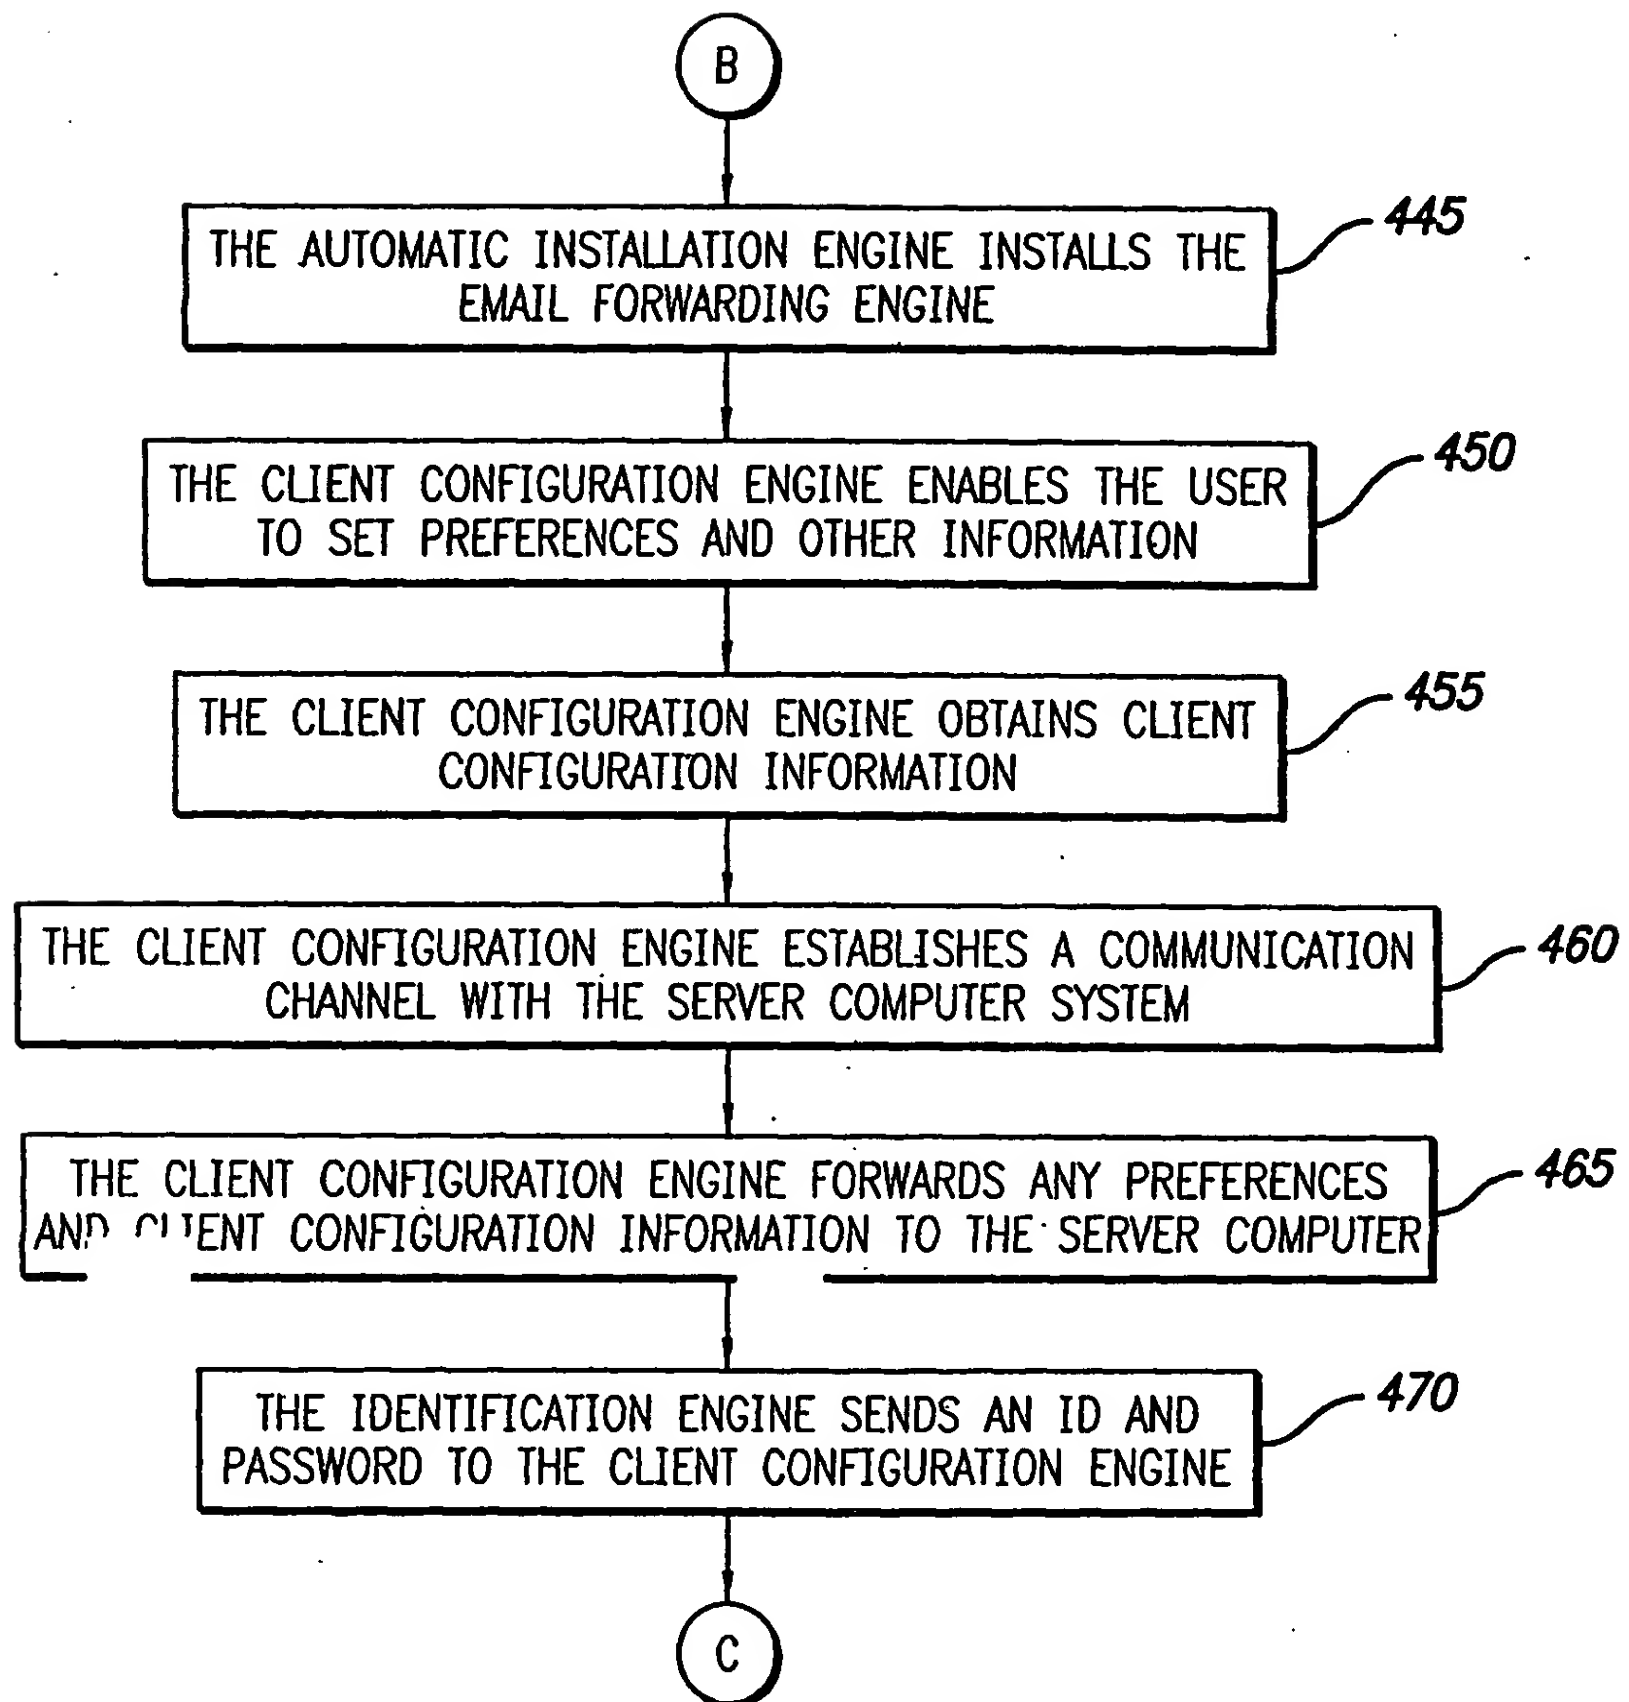 B
THE AUTOMATIC INSTALLATION ENGINE INSTALLS THE
EMAIL FORWARDING ENGINE
445
THE CLIENT CONFIGURATION ENGINE ENABLES THE USER
TO SET PREFERENCES AND OTHER INFORMATION
450
THE CLIENT CONFIGURATION ENGINE OBTAINS CLIENT
CONFIGURATION INFORMATION
455
THE CLIENT CONFIGURATION ENGINE ESTABLISHES A COMMUNICATION
CHANNEL WITH THE SERVER COMPUTER SYSTEM
460
THE CLIENT CONFIGURATION ENGINE FORWARDS ANY PREFERENCES
AND CLIENT CONFIGURATION INFORMATION TO THE SERVER COMPUTER
465
THE IDENTIFICATION ENGINE SENDS AN ID AND
PASSWORD TO THE CLIENT CONFIGURATION ENGINE
470
C